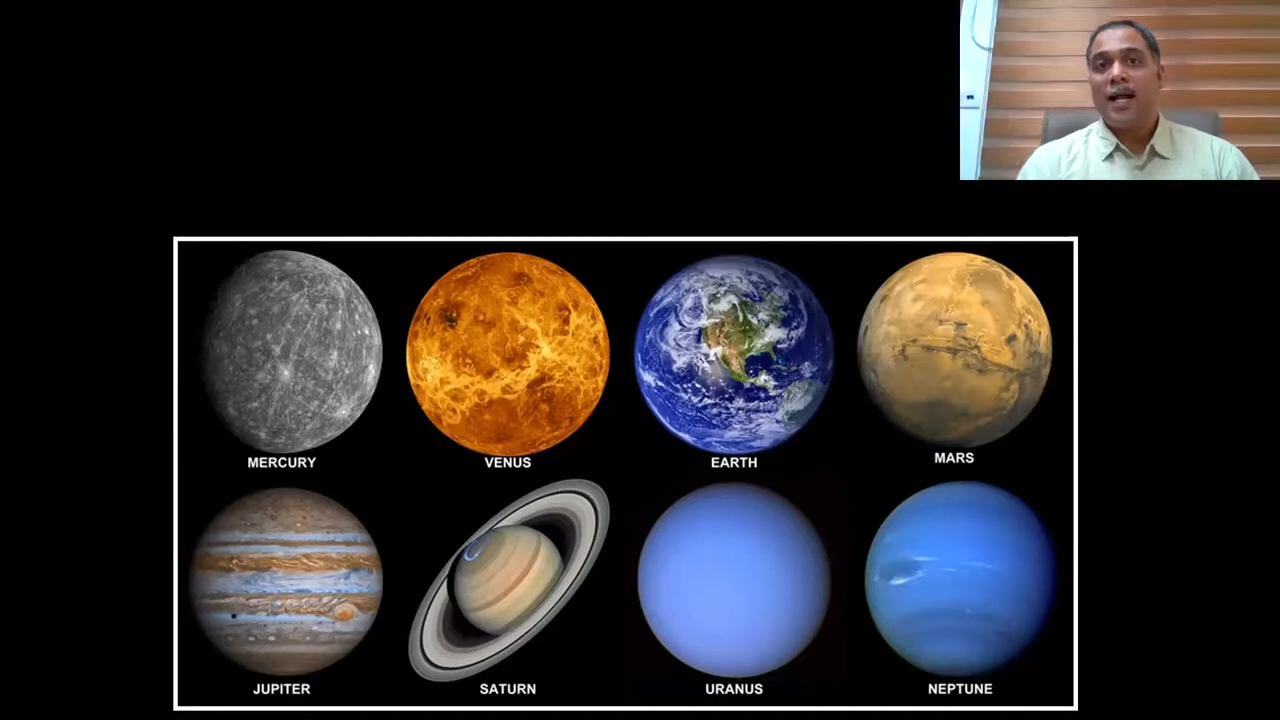 MERCURY
VENUS
EARTH
MARS
JUPITER
SATURN
URANUS
NEPTUNE